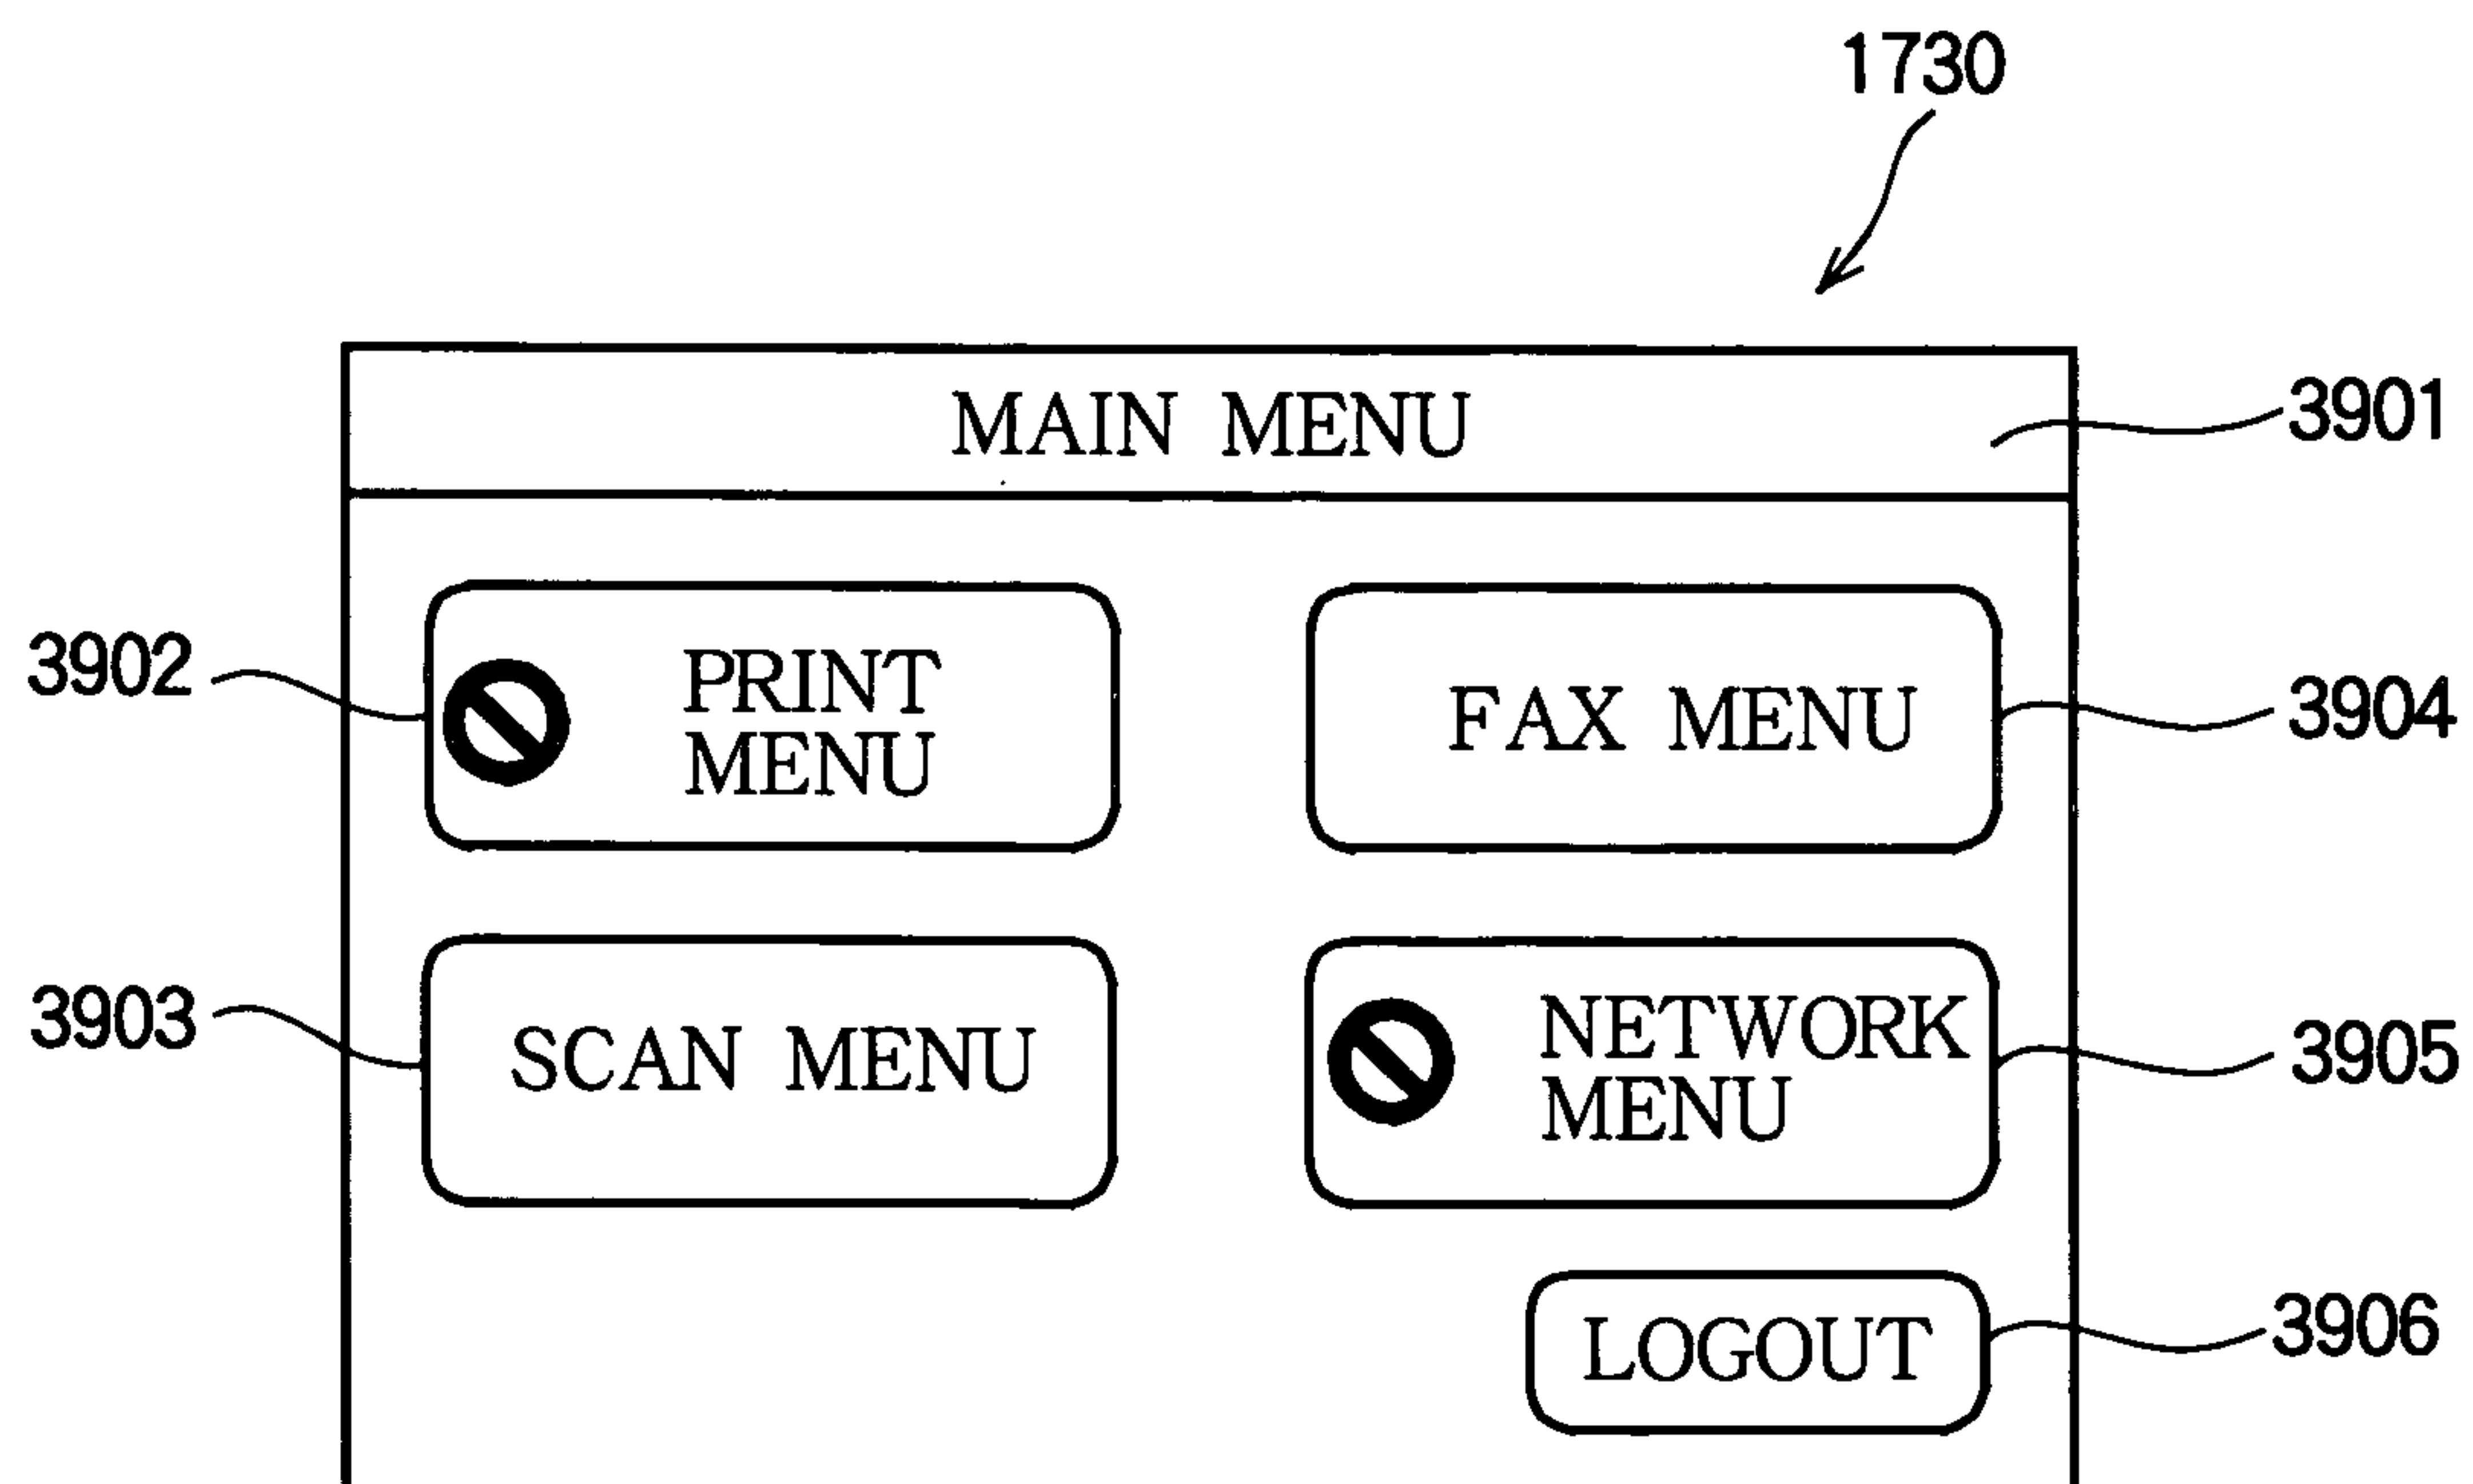 1730
MAIN MENU
3901
3902
PRINT
MENU
FAX MENU
3904
3903
SCAN MENU
NETWORK
MENU
3905
LOGOUT
3906